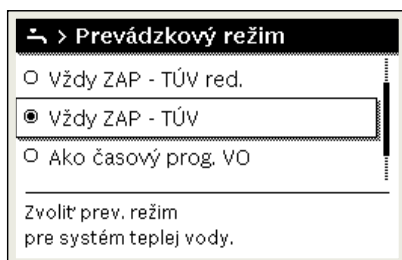 > Prevádzkový režim
Vždy ZAP - TÚV red.
Vždy ZAP - TÚV
Ako časový prog. VO
Zvoliť prev. režim
pre systém teplej vody.